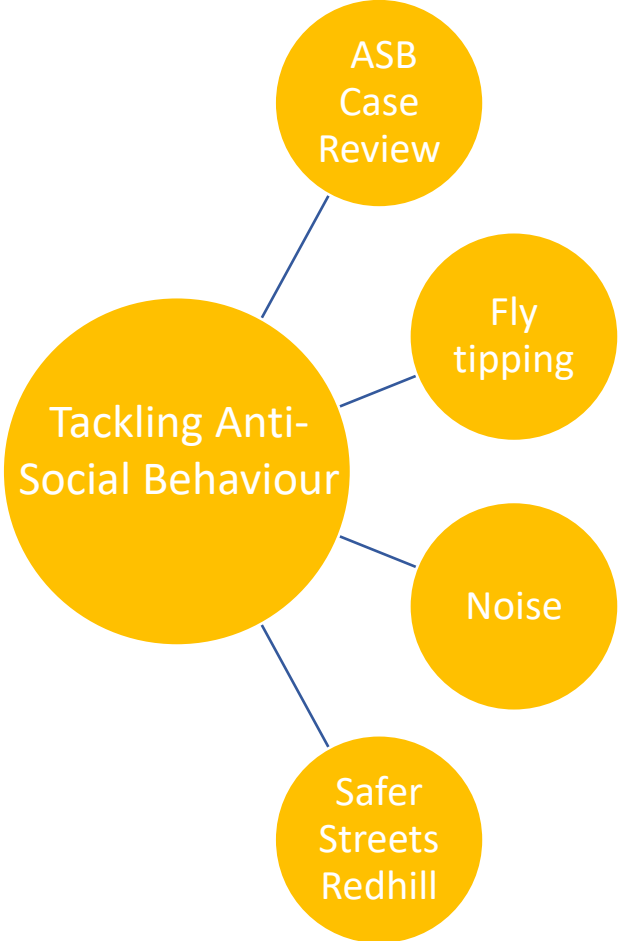 ASB
Case
Review
Fly
tipping
Tackling Anti-
Social Behaviour
Noise
Safer
Streets
Redhill